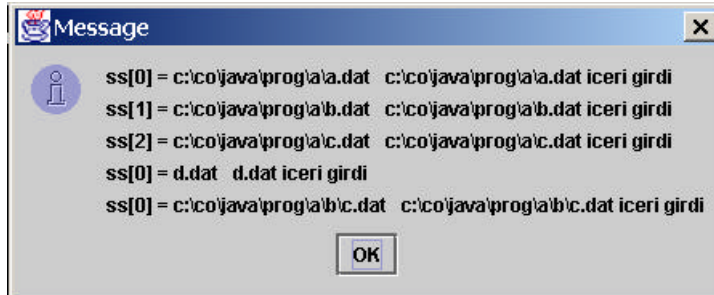 Message
ss[0] = c:\co\java\prog\a\a.dat c:\co\java\prog\a\a.dat iceri girdi
ss[1] = c:\co\java\prog\a\b.dat c:\co\java\prog\a\b.dat iceri girdi
ss[2] = c:\co\java\prog\a\c.dat c:\co\java\prog\a\c.dat iceri girdi
ss[0] = d.dat d.dat iceri girdi
ss[0] = c:\co\java\prog\a\b\c.dat c:\co\java\prog\a\b\c.dat iceri girdi
OK